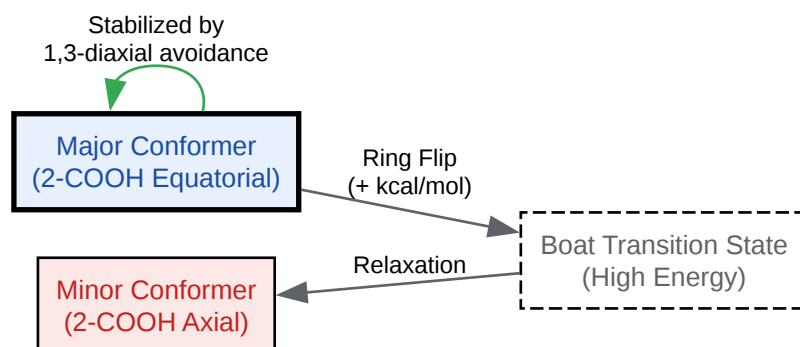 Stabilized by
1,3-diaxial avoidance
Major Conformer
(2-COOH Equatorial)
Ring Flip
(+ kcal/mol)
Boat Transition State
(High Energy)
Relaxation
Minor Conformer
(2-COOH Axial)